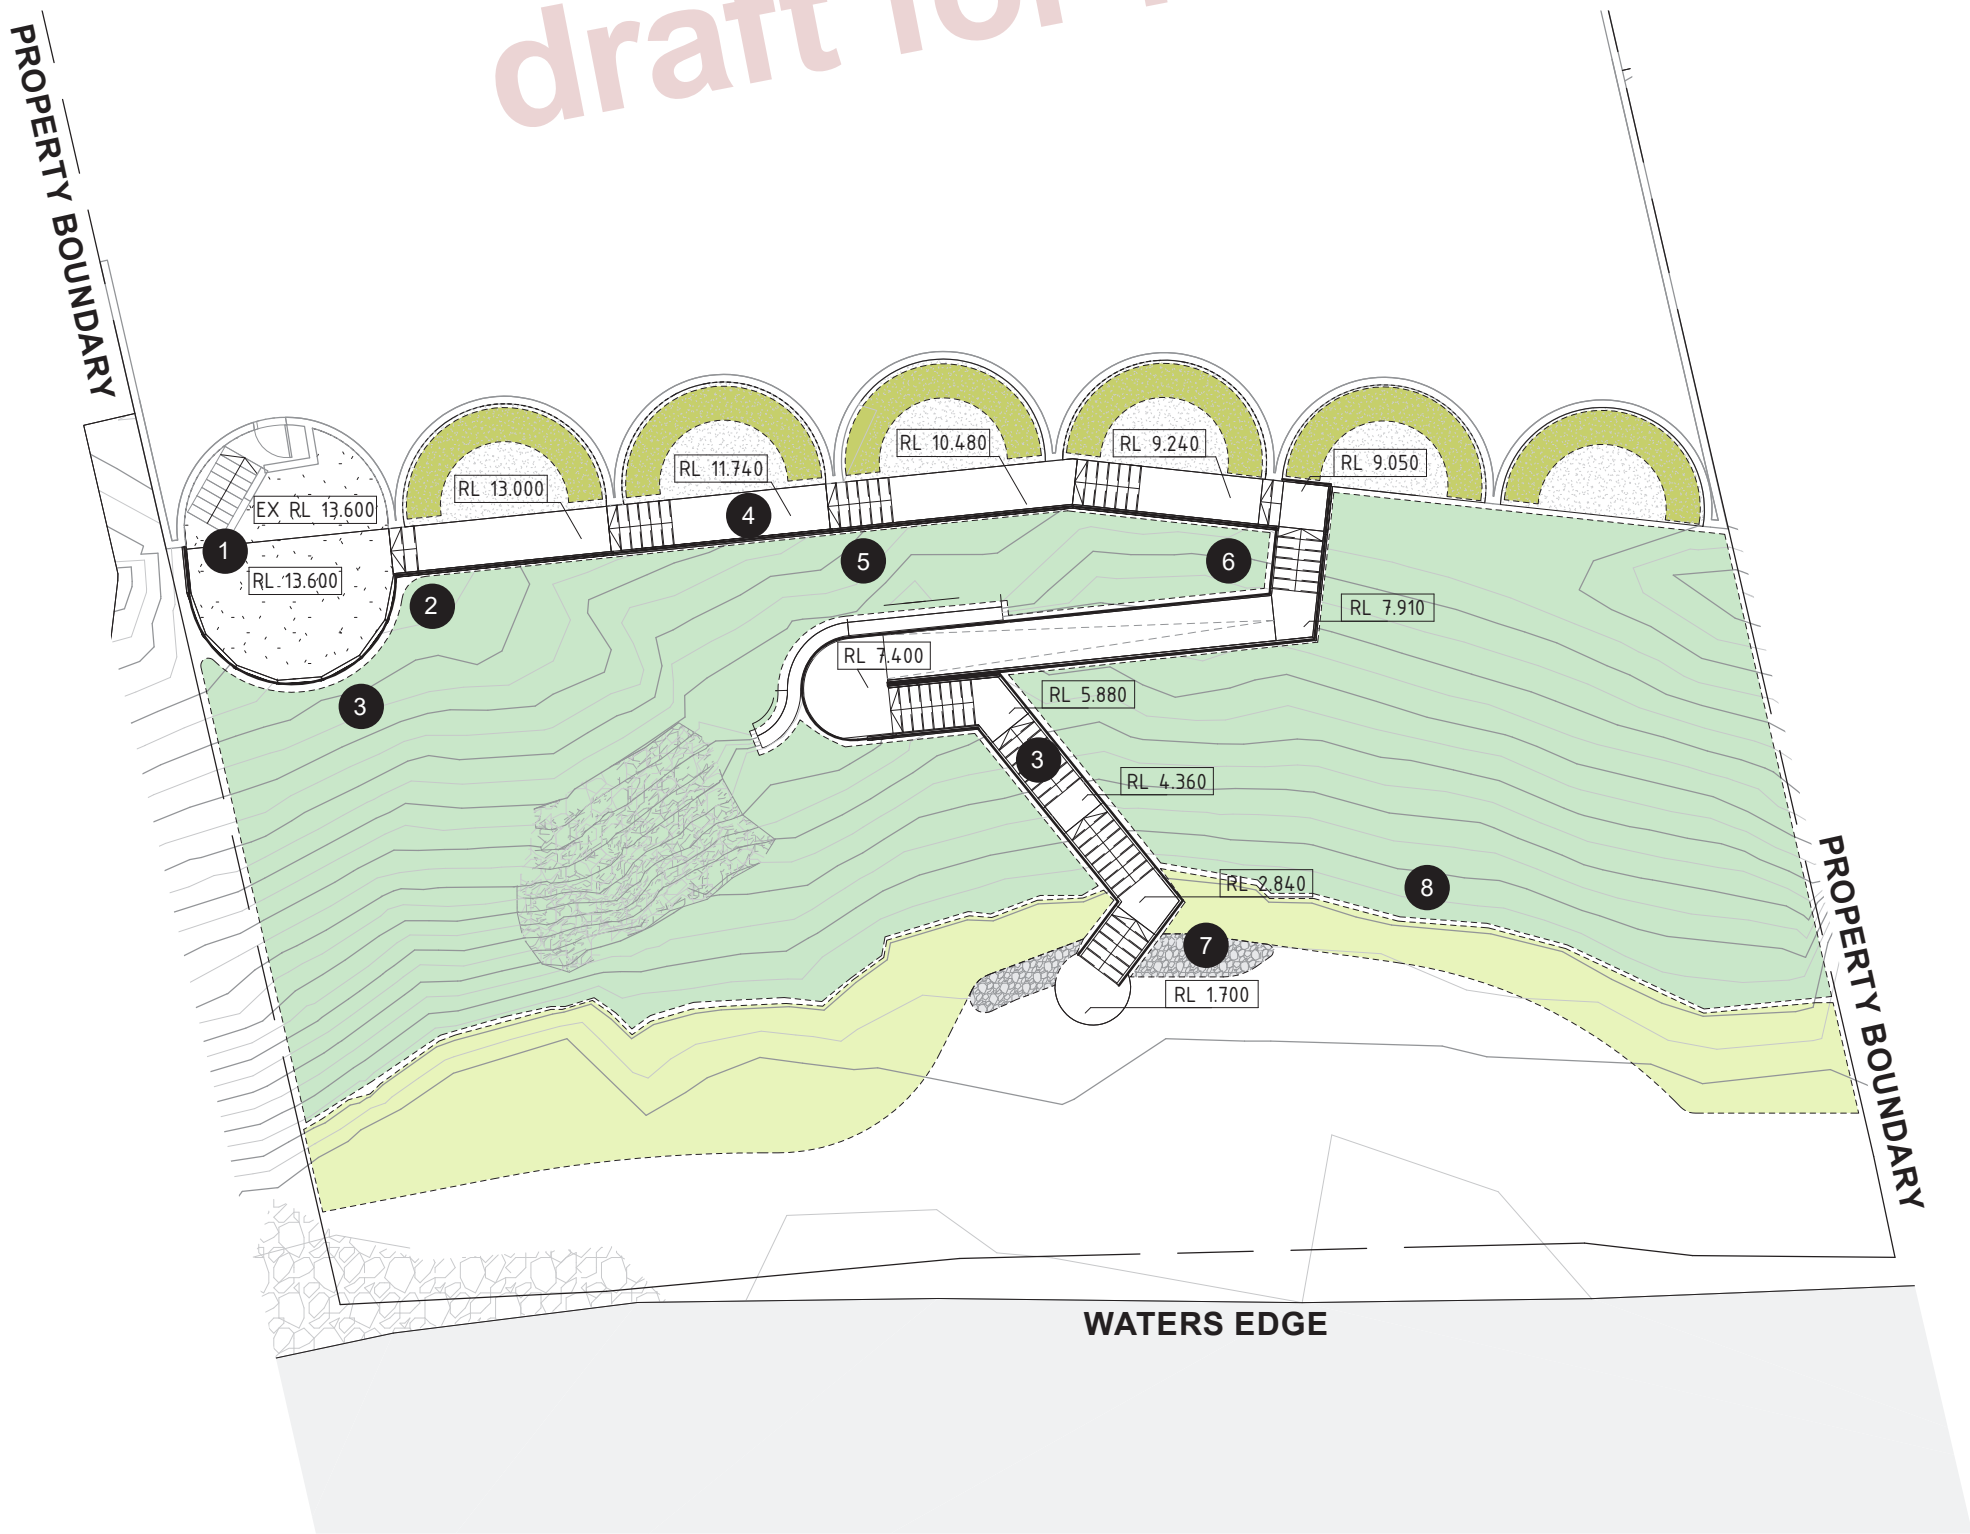 draft for
PROPERTY BOUNDARY
RL 10.480
RL 9.240
RL 11.740
RL 9.050
RL 13.000
EX RL 13.600
4
1
5
6
RL 13.600
2
RL 7.910
RL 7.400
RL 5.880
3
3
RL 4.360
RL 2.840
8
7
RL 1.700
PROPERTY BOUNDARY
WATERS EDGE